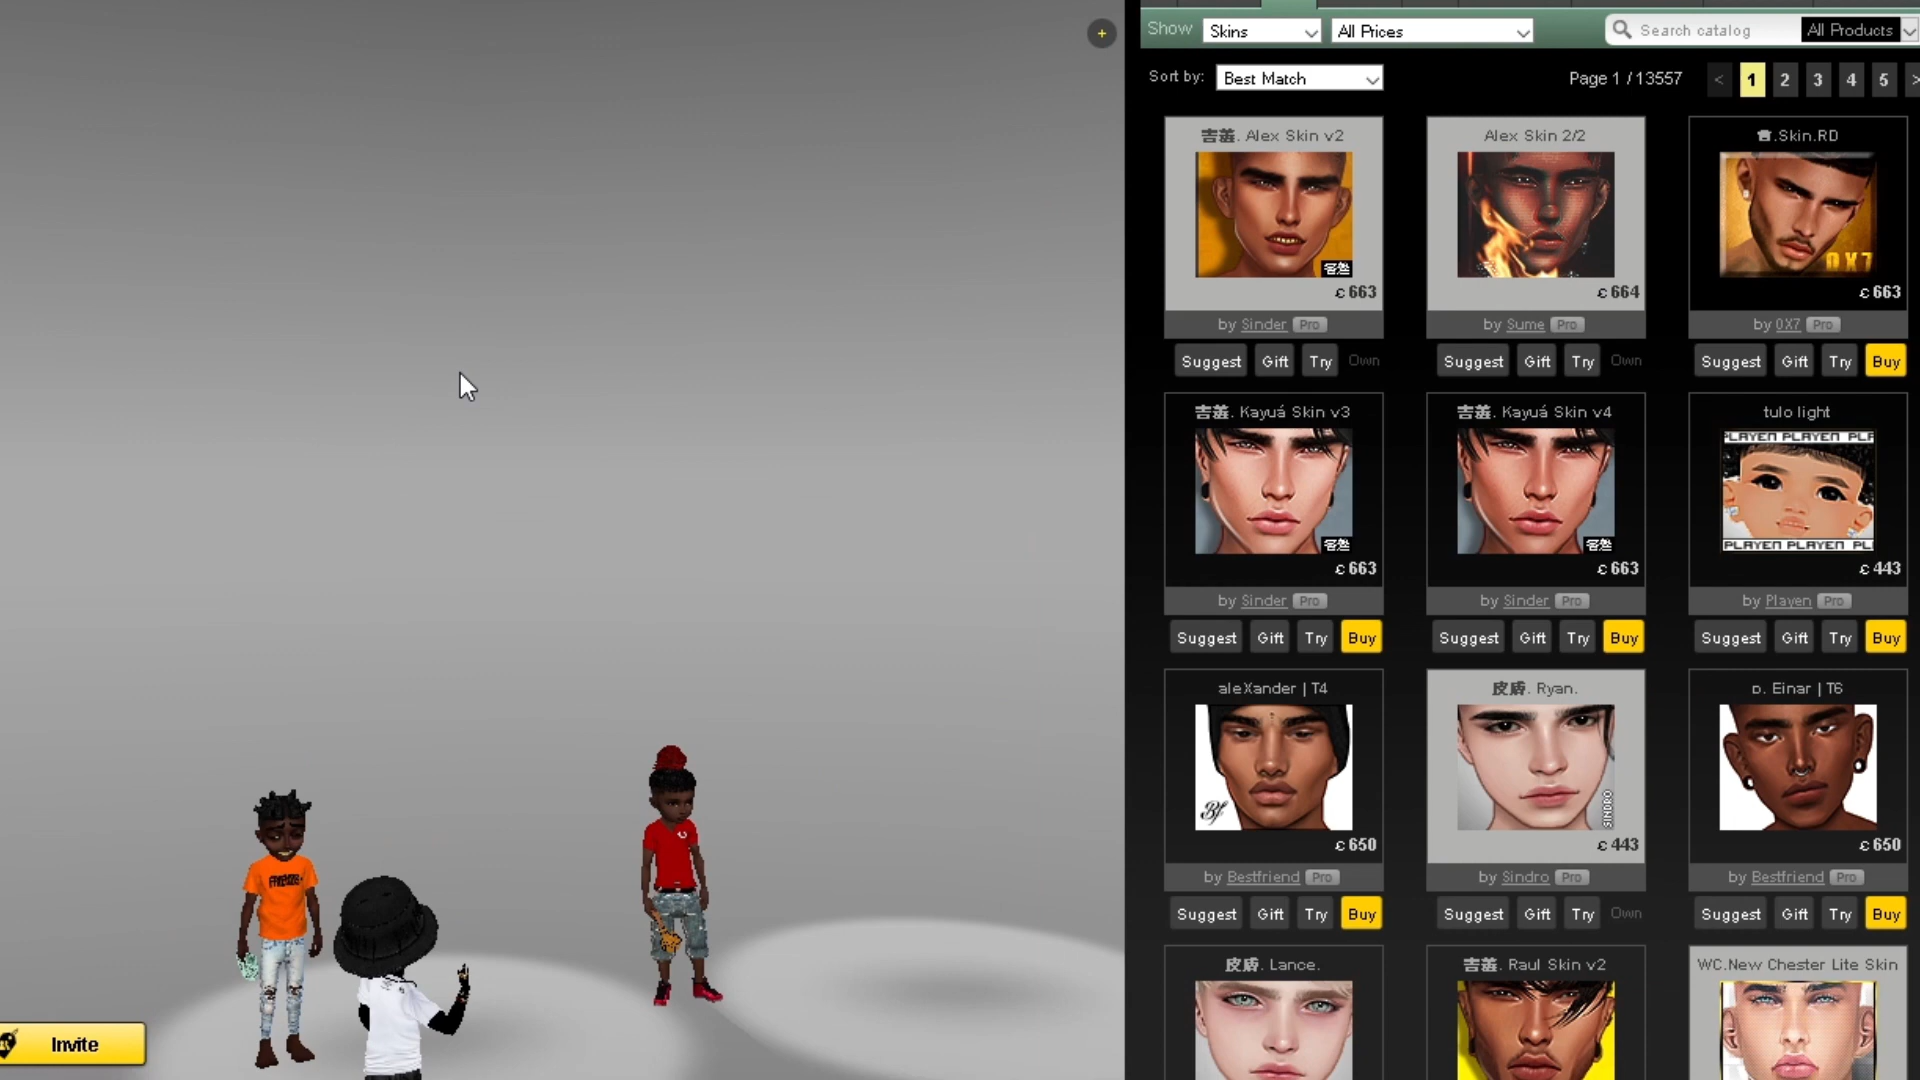 Show Skins All Prices Search catalog All Products
Sort by: Best Match Page 1 / 13557 < 1 2 3 4 5 >
吉羞. Alex Skin v2
663
by Sinder Pro
Suggest Gift Try Own
Alex Skin 2/2
664
by Sume Pro
Suggest Gift Try Own
.Skin.RD
0X7
663
by 0X7 Pro
Suggest Gift Try Buy
吉羞. Kayuá Skin v3
663
by Sinder Pro
Suggest Gift Try Buy
吉羞. Kayuá Skin v4
663
by Sinder Pro
Suggest Gift Try Buy
tulo light
PLAYEN PLAYEN
PLAYEN PLAYEN
443
by Playen Pro
Suggest Gift Try Buy
aleXander | T4
Bf
650
by Bestfriend Pro
Suggest Gift Try Buy
皮膚. Ryan.
SINDRO
443
by Sindro Pro
Suggest Gift Try Own
ɒ. Einar | T6
650
by Bestfriend Pro
Suggest Gift Try Buy
皮膚. Lance.
吉羞. Raul Skin v2
WC.New Chester Lite Skin
Invite